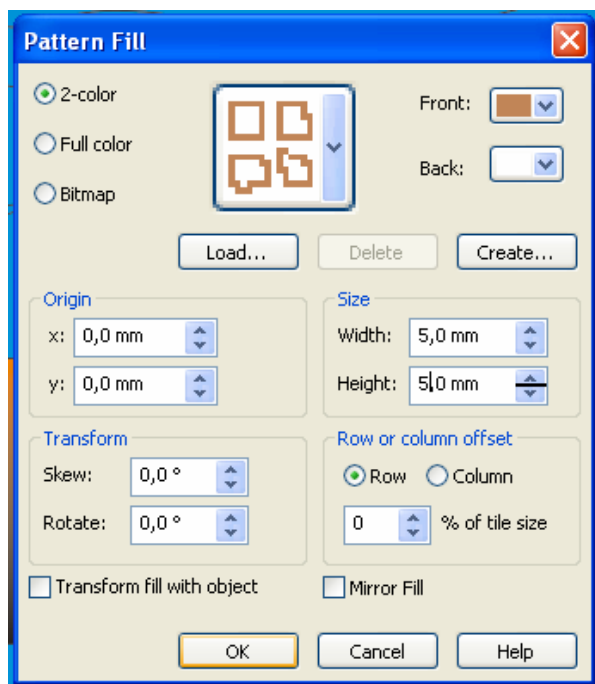 Pattern Fill
2-color
Full color
Bitmap
Front:
Back:
Load...
Delete
Create...
Origin
x: 0,0 mm
y: 0,0 mm
Size
Width: 5,0 mm
Height: 5,0 mm
Transform
Skew: 0,0 °
Rotate: 0,0 °
Row or column offset
Row Column
0 % of tile size
Transform fill with object
Mirror Fill
OK Cancel Help